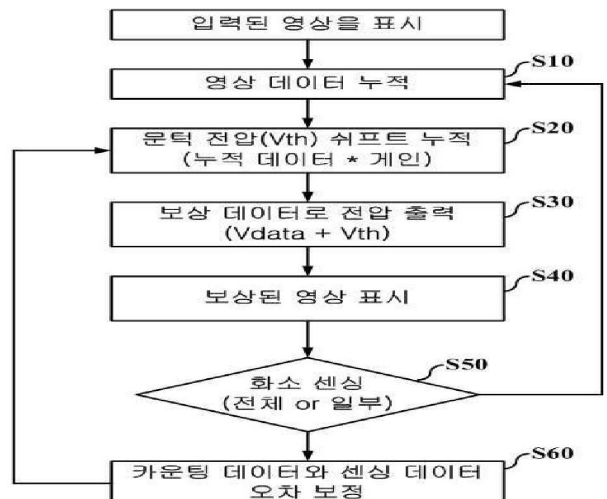 입력된 영상을 표시
S10
영상 데이터 누적
S20
문턱 전압(Vth) 쉬프트 누적
(누적 데이터 * 게인)
S30
보상 데이터로 전압 출력
(Vdata + Vth)
S40
보상된 영상 표시
S50
화소 센싱
(전체 or 일부)
S60
카운팅 데이터와 센싱 데이터
오차 보정